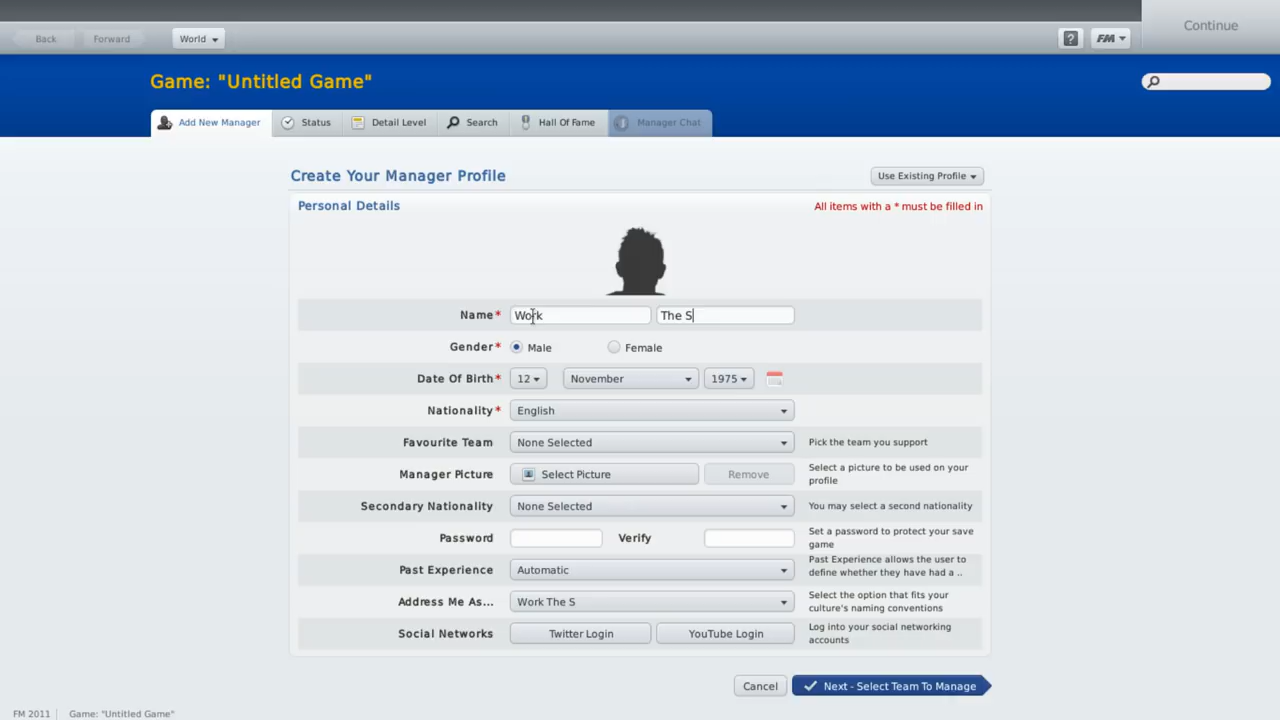 Back Forward World ? FM Continue
Game: "Untitled Game"
Add New Manager Status Detail Level Search Hall Of Fame Manager Chat
Create Your Manager Profile Use Existing Profile
Personal Details All items with a * must be filled in
Name* Work The S
Gender* Male Female
Date Of Birth* 12 November 1975
Nationality* English
Favourite Team None Selected Pick the team you support
Manager Picture Select Picture Remove Select a picture to be used on your
profile
Secondary Nationality None Selected You may select a second nationality
Password Verify Set a password to protect your save
game
Past Experience Automatic Past Experience allows the user to
define whether they have had a ..
Address Me As... Work The S Select the option that fits your
culture's naming conventions
Social Networks Twitter Login YouTube Login Log into your social networking
accounts
Cancel Next - Select Team To Manage
FM 2011 Game: "Untitled Game"